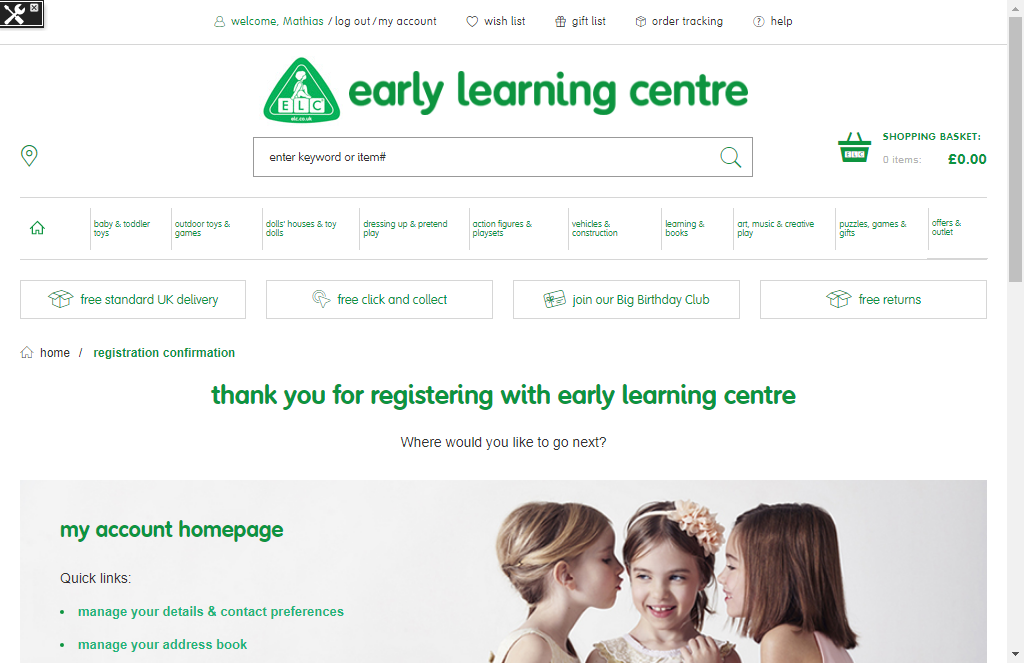 welcome, Mathias / log out / my account wish list gift list order tracking help
ELC
elc.co.uk
early learning centre
enter keyword or item#
SHOPPING BASKET:
ELC
0 items: £0.00
baby & toddler toys
outdoor toys & games
dolls' houses & toy dolls
dressing up & pretend play
action figures & playsets
vehicles & construction
learning & books
art, music & creative play
puzzles, games & gifts
offers & outlet
free standard UK delivery
free click and collect
join our Big Birthday Club
free returns
home / registration confirmation
thank you for registering with early learning centre
Where would you like to go next?
my account homepage
Quick links:
• manage your details & contact preferences
• manage your address book